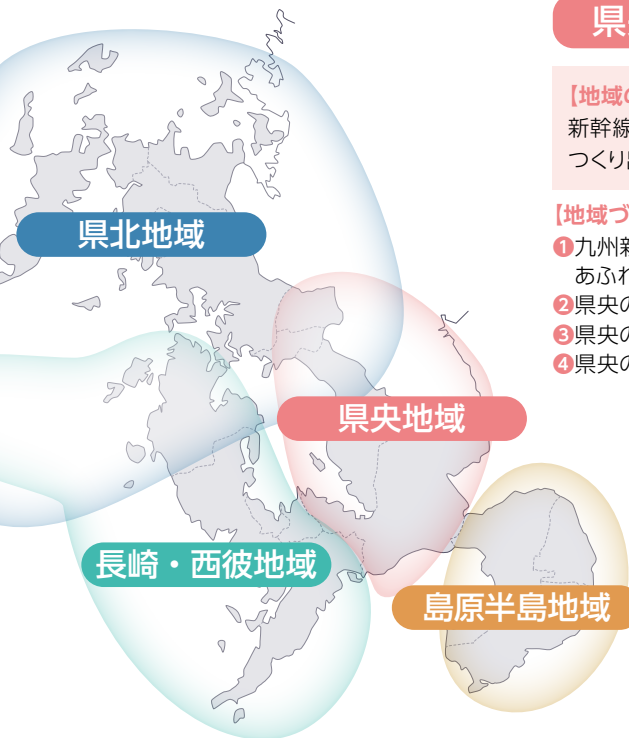 県北地域
県央地域
長崎・西彼地域
島原半島地域
県
【地域の
新幹線
つくり
【地域づ
❶九州新
あふれ
❷県央の
❸県央の
❹県央の